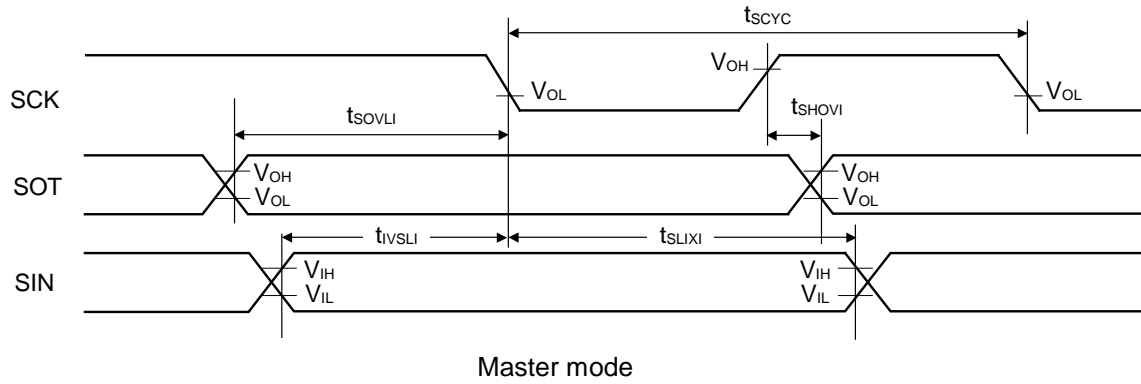 tSCYC
SCK
VOL
VOH
VOL
tSOVLI
tSHOVI
SOT
VOH
VOL
VOH
VOL
tIVSLI
tSLIXI
SIN
VIH
VIL
VIH
VIL
Master mode